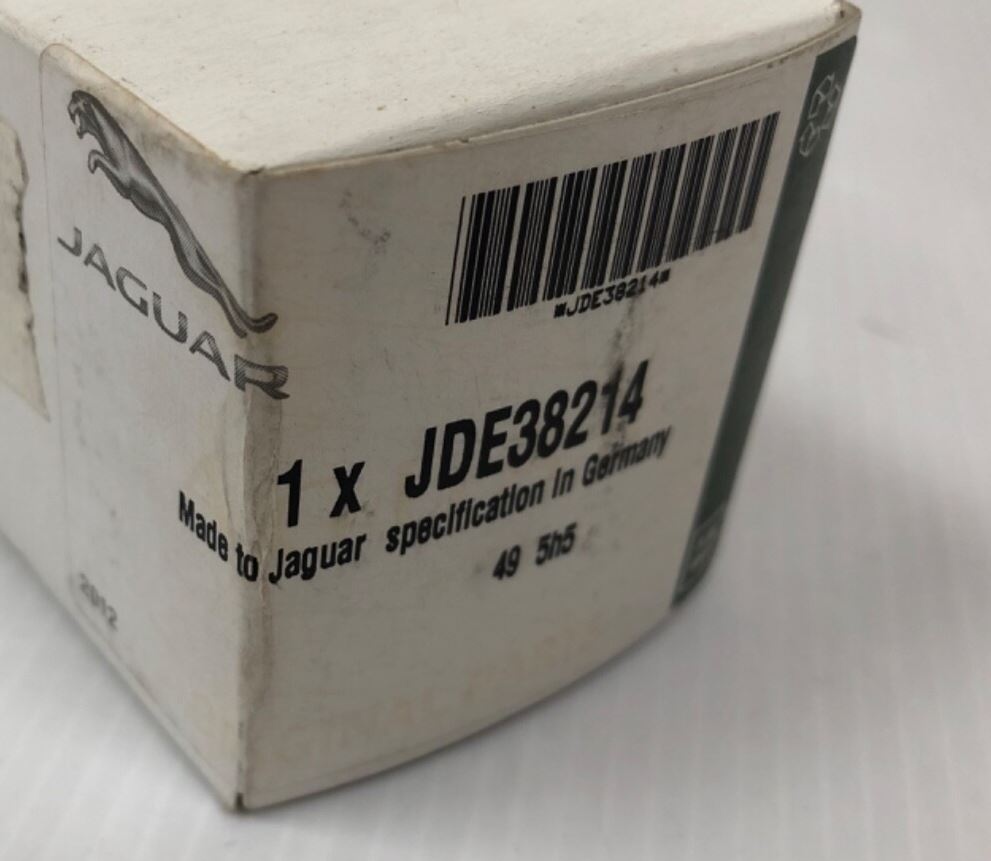 JAGUAR
*JDE38214*
1 x JDE38214
Made to Jaguar specification in Germany
49 5h5
2012